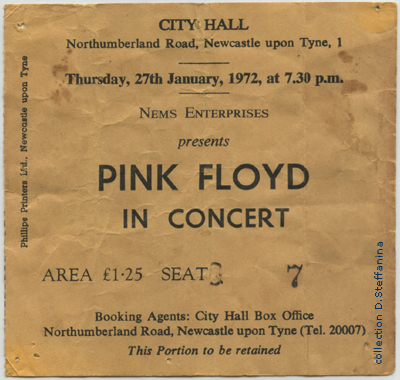 CITY HALL
Northumberland Road, Newcastle upon Tyne, 1
Thursday, 27th January, 1972, at 7.30 p.m.
NEMS ENTERPRISES
presents
PINK FLOYD
IN CONCERT
AREA £1·25 SEAT 7
Booking Agents: City Hall Box Office
Northumberland Road, Newcastle upon Tyne (Tel. 20007)
This Portion to be retained
Phillips Printers Ltd., Newcastle upon Tyne
collection D.Steffanina